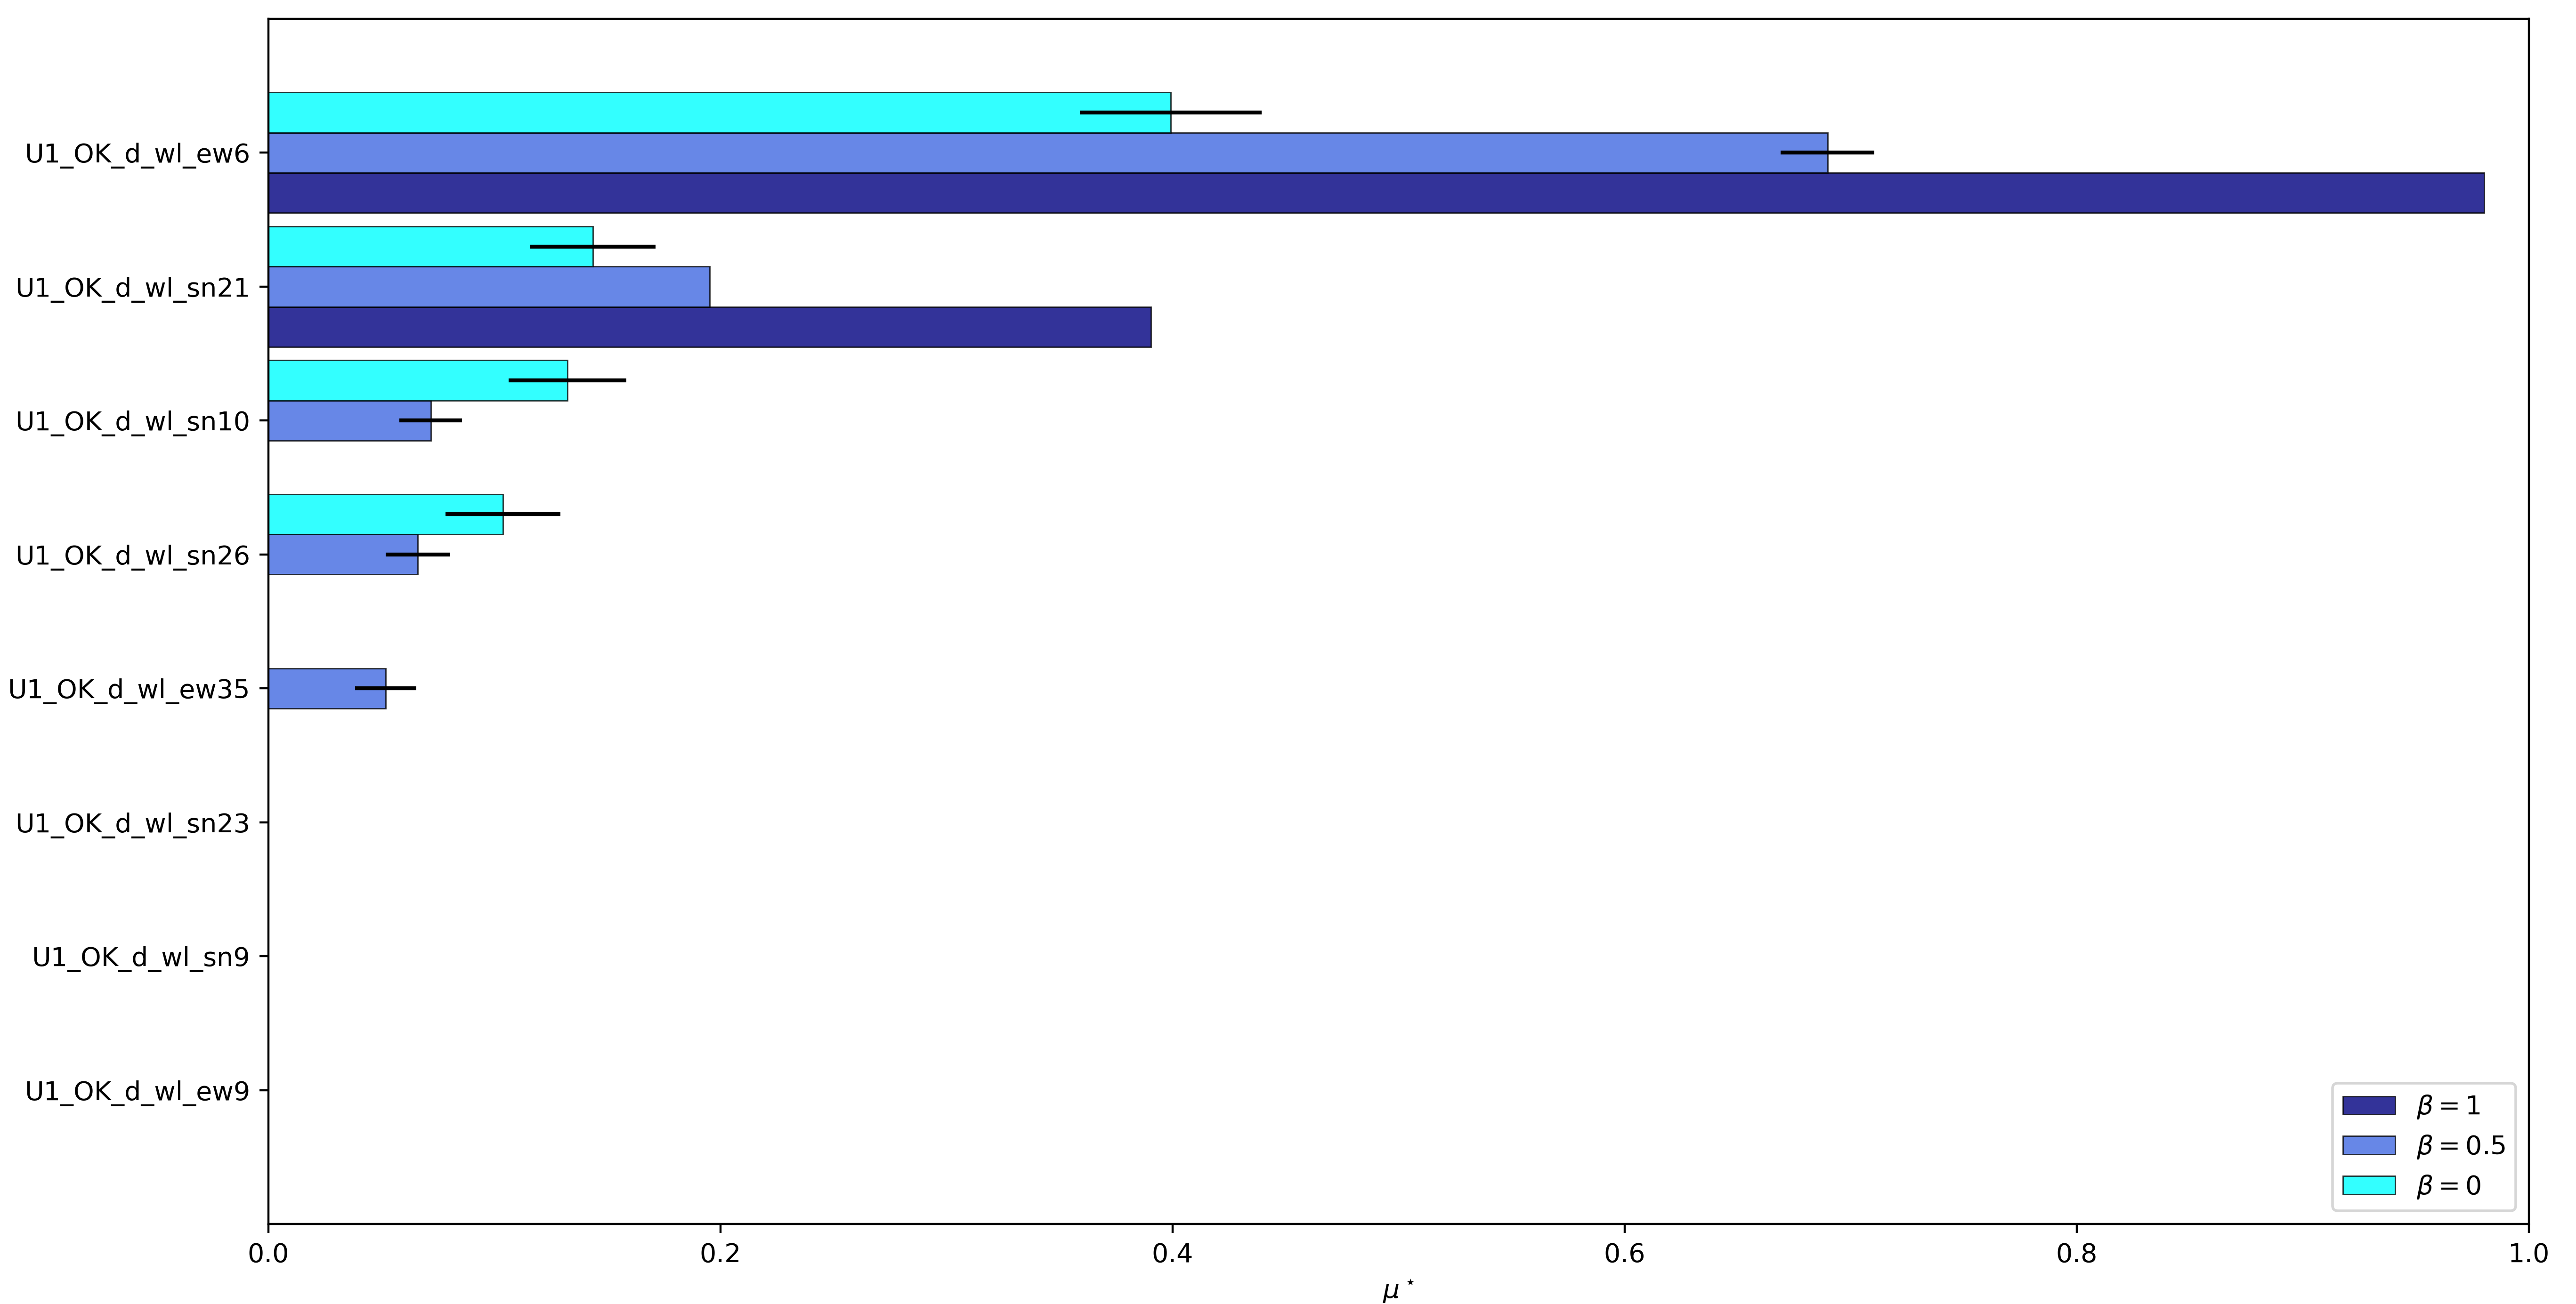 U1_OK_d_wl_ew6
U1_OK_d_wl_sn21
U1_OK_d_wl_sn10
U1_OK_d_wl_sn26
U1_OK_d_wl_ew35
U1_OK_d_wl_sn23
U1_OK_d_wl_sn9
U1_OK_d_wl_ew9
β = 1
β = 0.5
β = 0
0.0 0.2 0.4 0.6 0.8 1.0
μ*